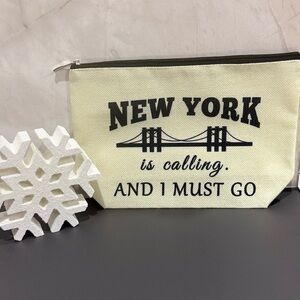 NEW YORK
is calling.
AND I MUST GO